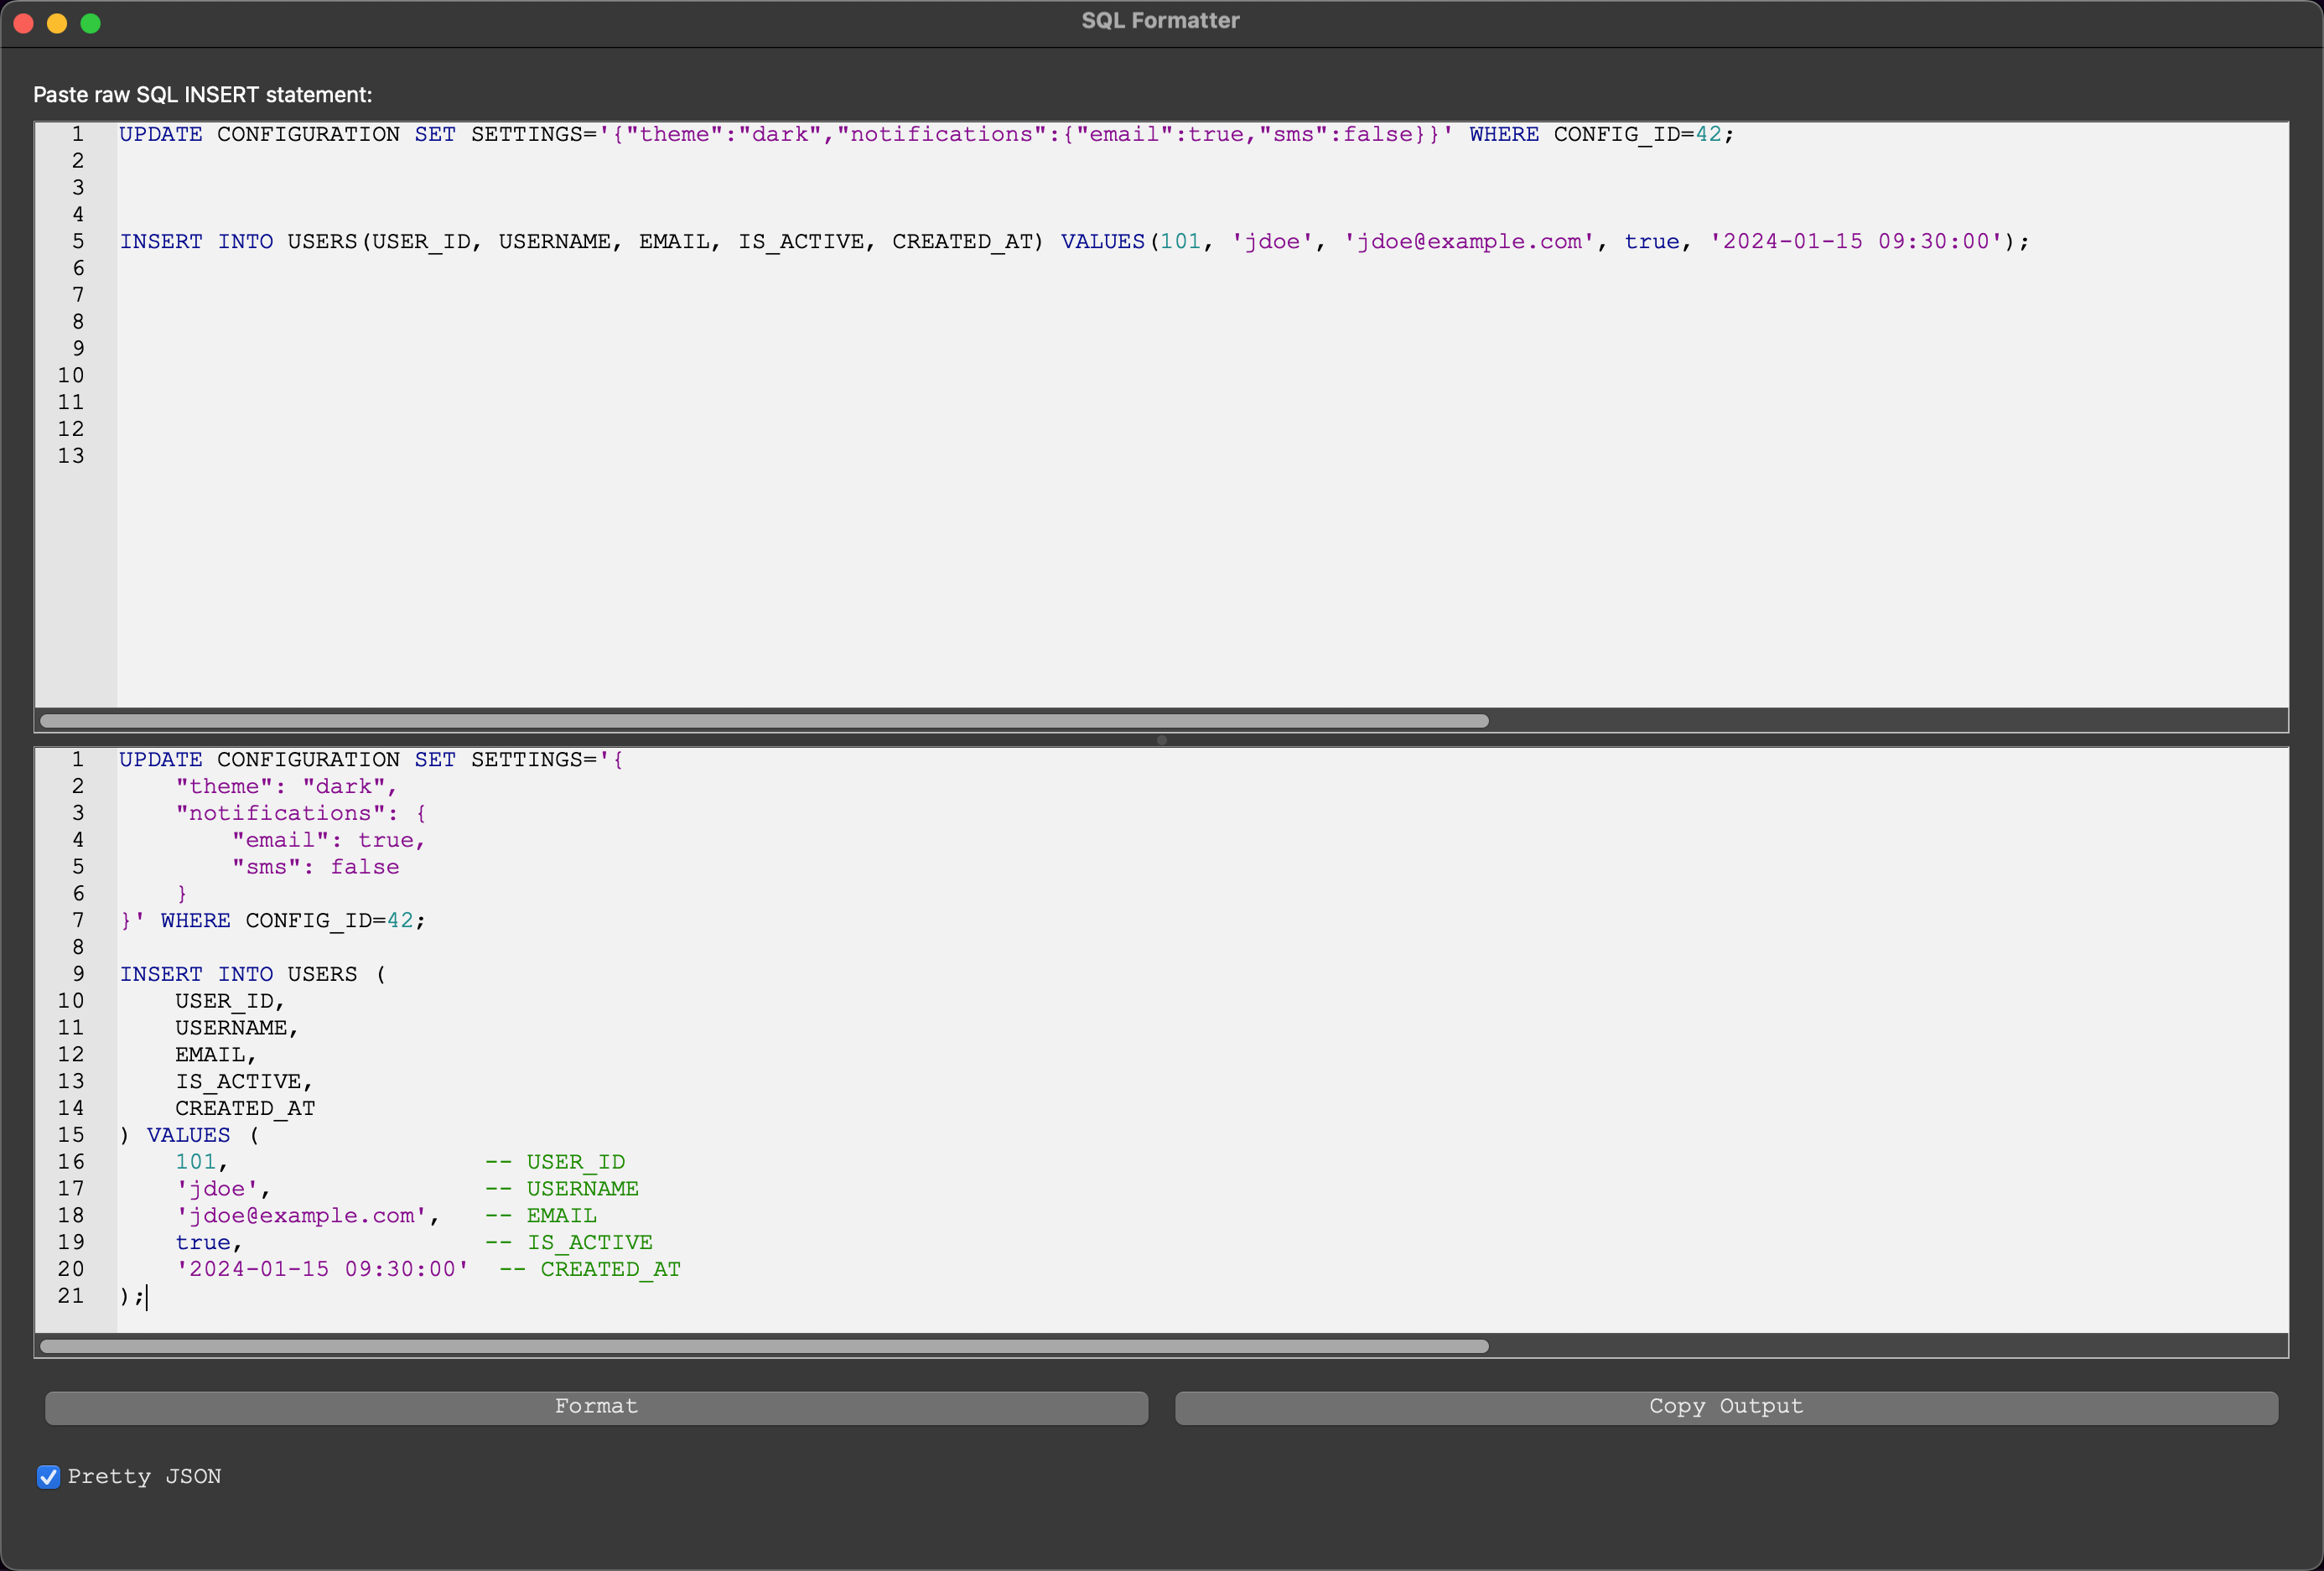 SQL Formatter
Paste raw SQL INSERT statement:
1 UPDATE CONFIGURATION SET SETTINGS='{"theme":"dark","notifications":{"email":true,"sms":false}}' WHERE CONFIG_ID=42;
2
3
4
5 INSERT INTO USERS(USER_ID, USERNAME, EMAIL, IS_ACTIVE, CREATED_AT) VALUES(101, 'jdoe', 'jdoe@example.com', true, '2024-01-15 09:30:00');
6
7
8
9
10
11
12
13
1 UPDATE CONFIGURATION SET SETTINGS='{
2     "theme": "dark",
3     "notifications": {
4         "email": true,
5         "sms": false
6     }
7 }' WHERE CONFIG_ID=42;
8
9 INSERT INTO USERS (
10     USER_ID,
11     USERNAME,
12     EMAIL,
13     IS_ACTIVE,
14     CREATED_AT
15 ) VALUES (
16     101,                  -- USER_ID
17     'jdoe',               -- USERNAME
18     'jdoe@example.com',   -- EMAIL
19     true,                 -- IS_ACTIVE
20     '2024-01-15 09:30:00'  -- CREATED_AT
21 );
Format
Copy Output
Pretty JSON